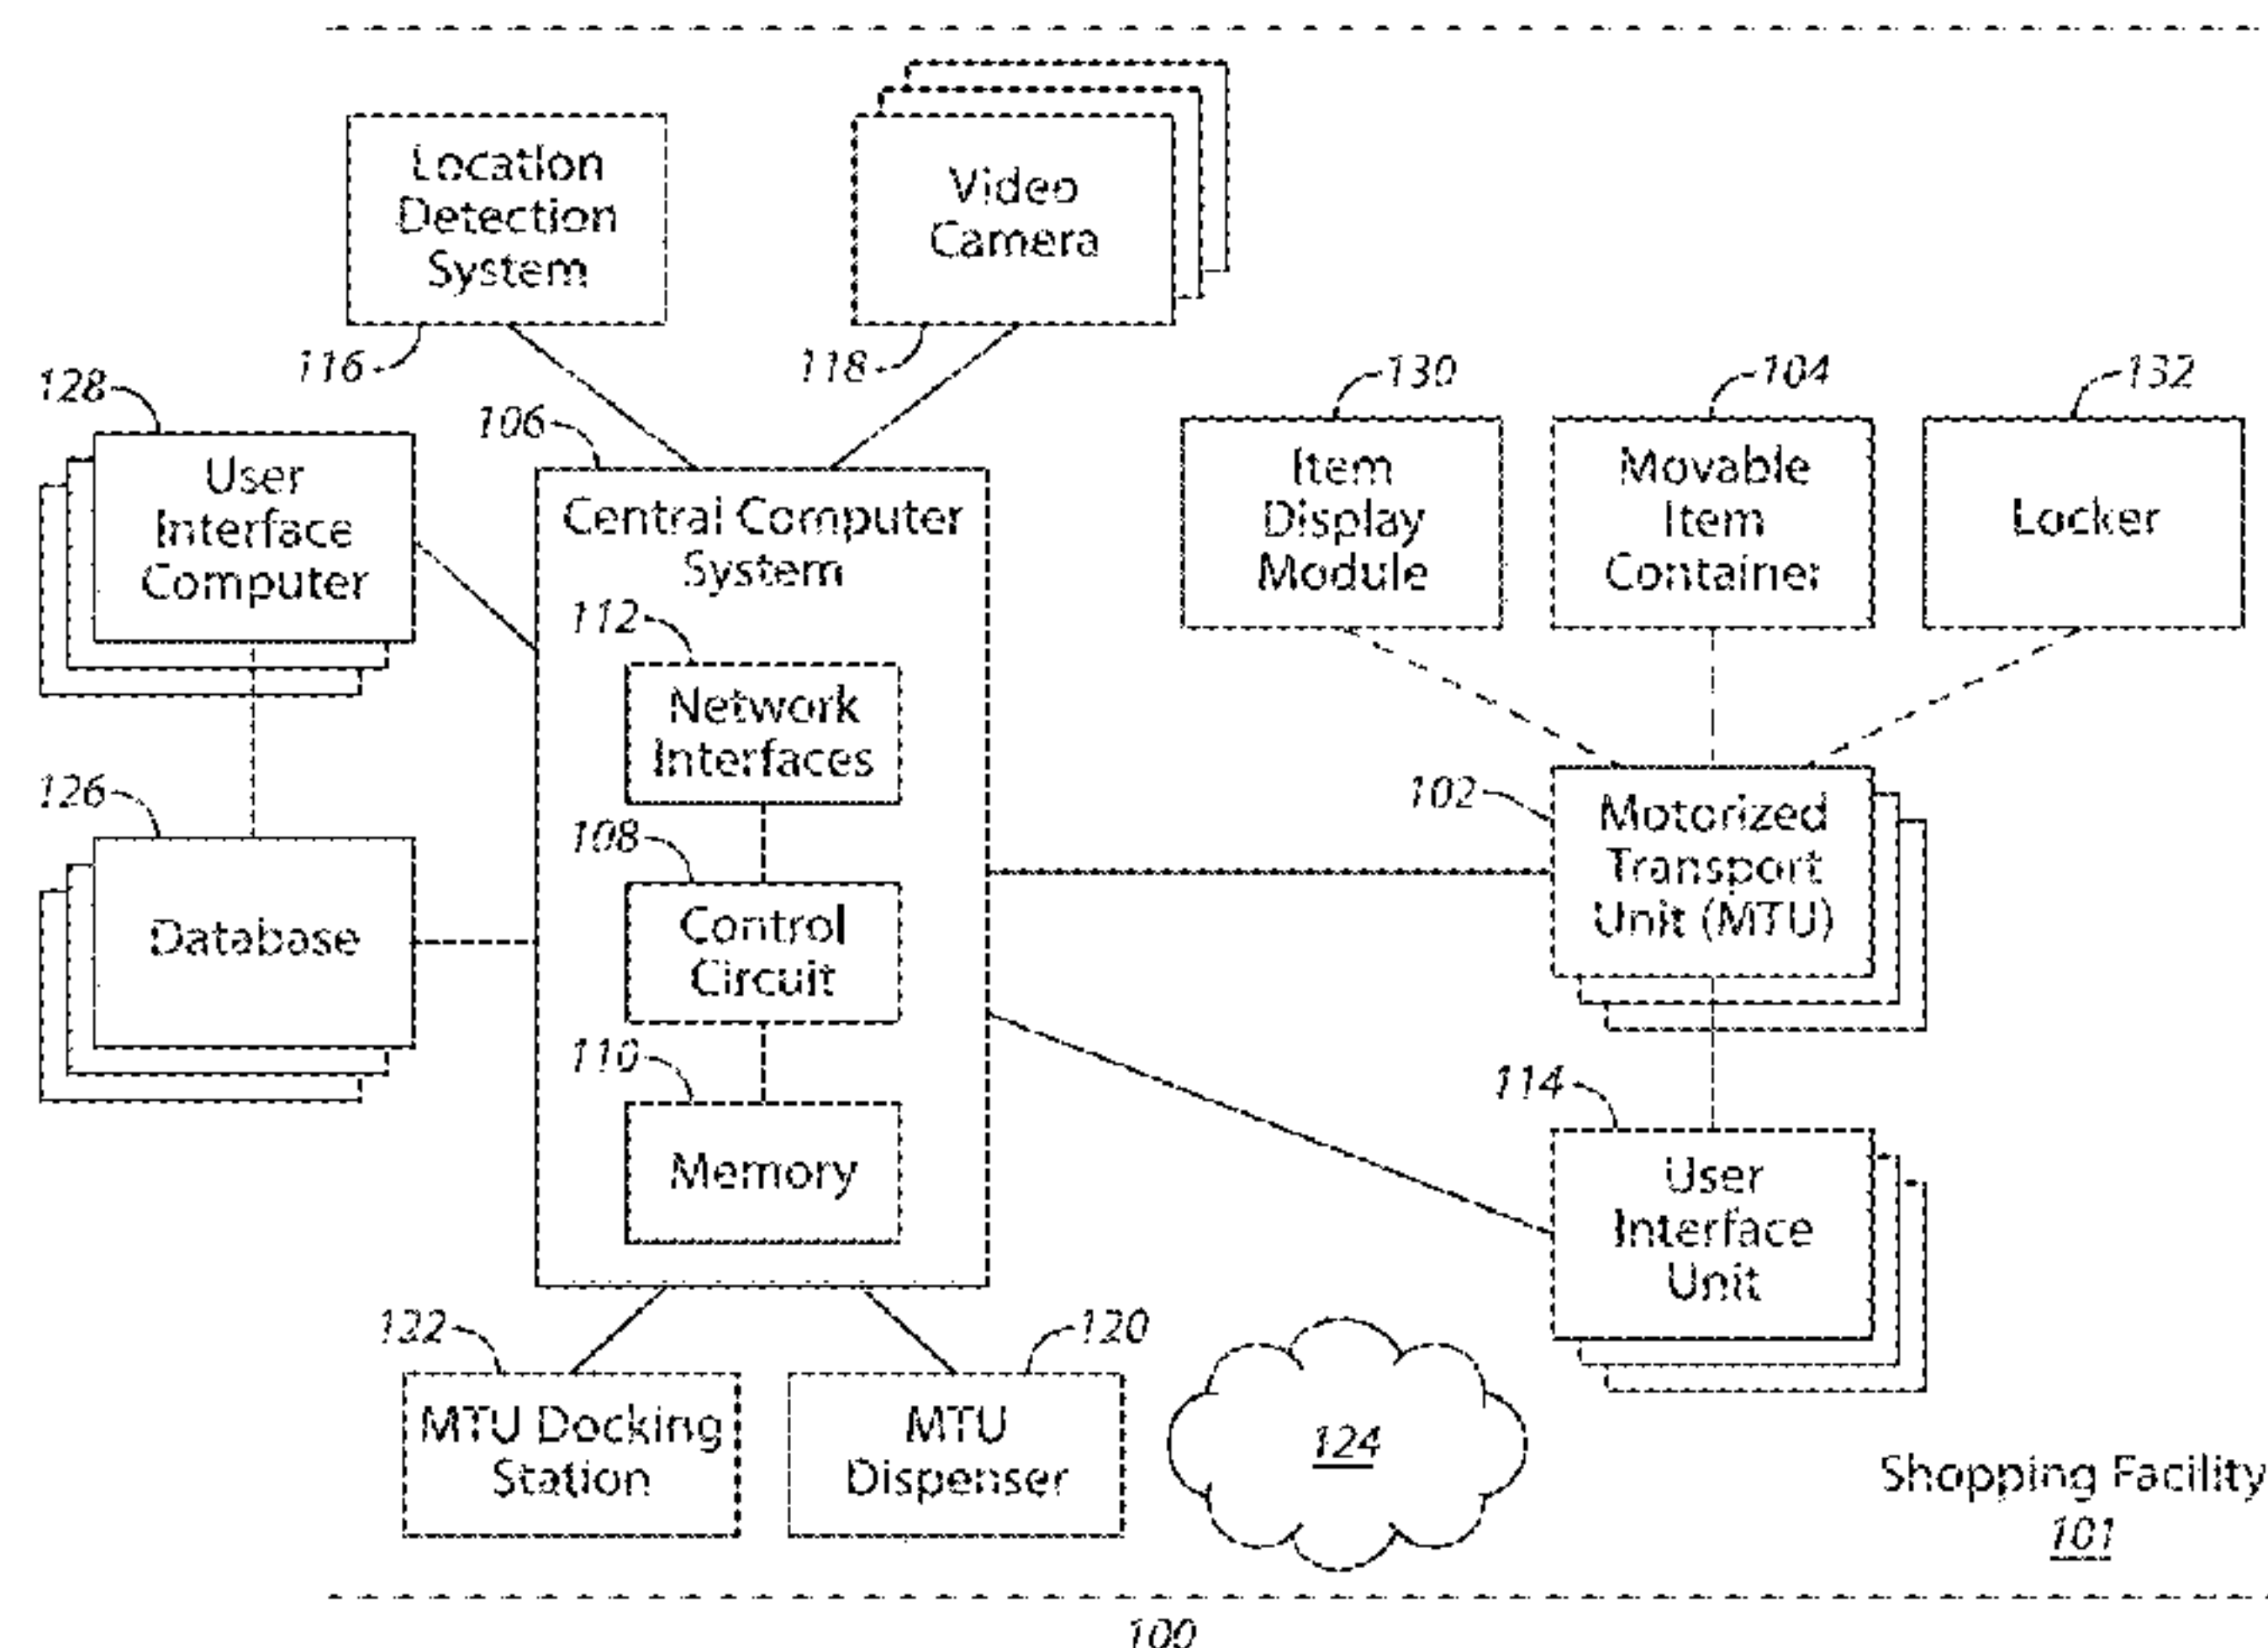 Location
Detection
System
116
Video
Camera
118
128
User
Interface
Computer
106
Central Computer
System
112
Network
Interfaces
108
Control
Circuit
110
Memory
126
Database
130
Item
Display
Module
104
Movable
Item
Container
132
Locker
102
Motorized
Transport
Unit (MTU)
114
User
Interface
Unit
122
MTU Docking
Station
120
MTU
Dispenser
124
Shopping Facility
101
100